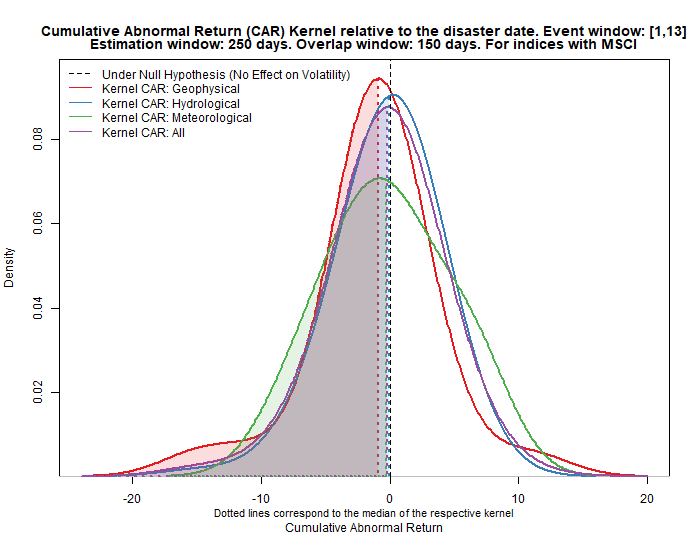 Cumulative Abnormal Return (CAR) Kernel relative to the disaster date. Event window: [1,13]
Estimation window: 250 days. Overlap window: 150 days. For indices with MSCI
Under Null Hypothesis (No Effect on Volatility)
Kernel CAR: Geophysical
Kernel CAR: Hydrological
Kernel CAR: Meteorological
Kernel CAR: All
Density
0.08
0.06
0.04
0.02
-20 -10 0 10 20
Dotted lines correspond to the median of the respective kernel
Cumulative Abnormal Return